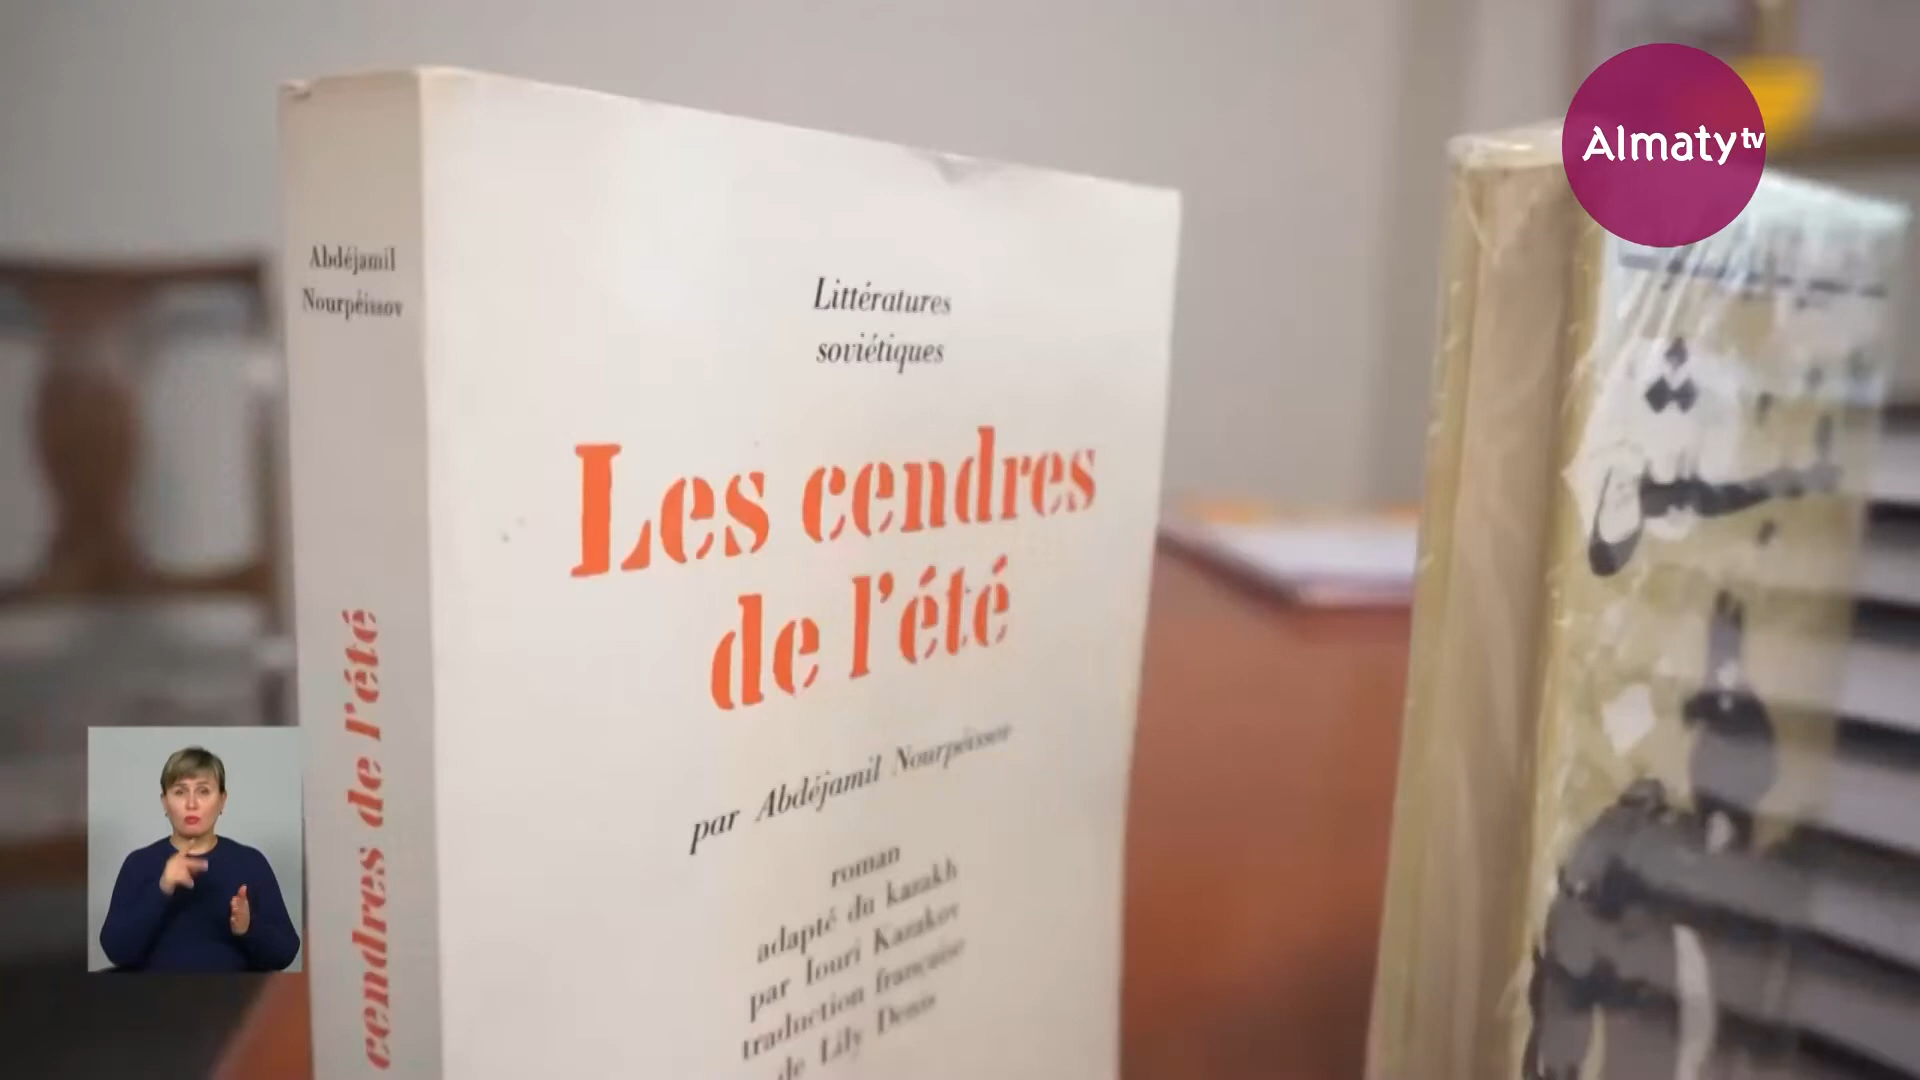 Almaty tv
Abdéjamil
Nourpéissov
cendres de l'été
Littératures
soviétiques
Les cendres
de l'été
par Abdéjamil Nourpéissov
roman
adapté du kazakh
par Iouri Kazakov
traduction française
de Lily Denis